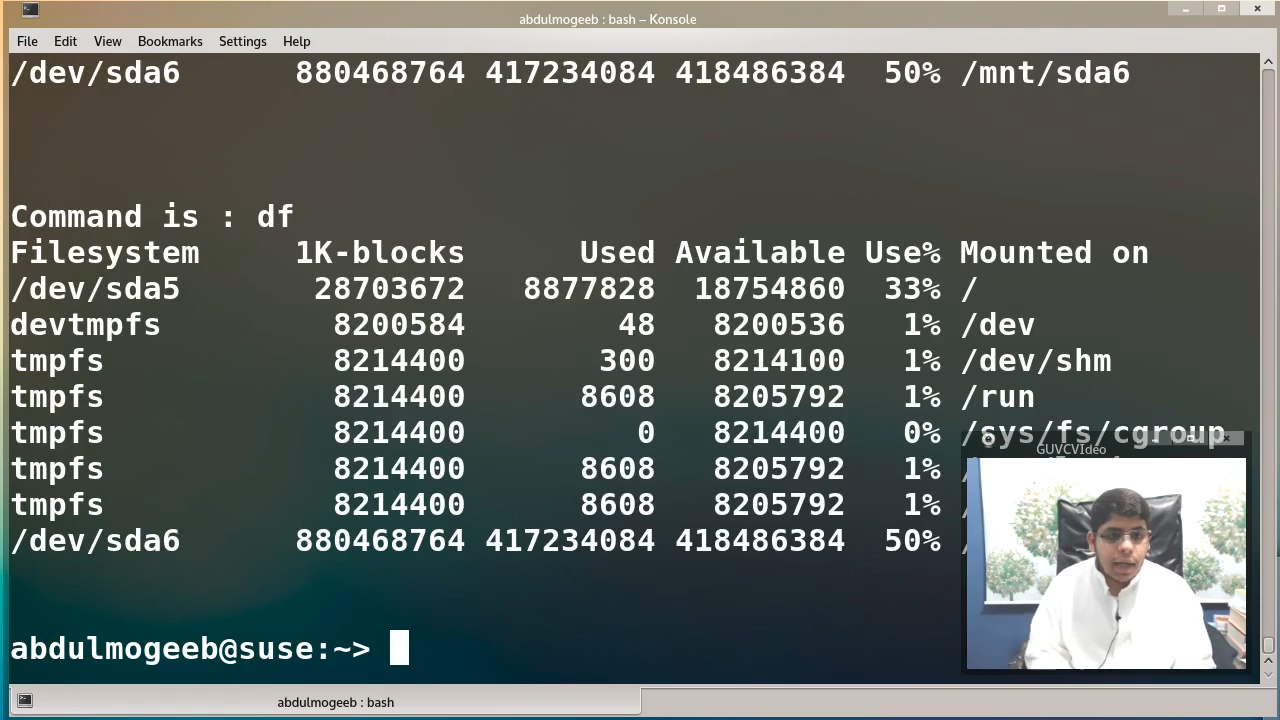 abdulmogeeb : bash – Konsole
File Edit View Bookmarks Settings Help
/dev/sda6 880468764 417234084 418486384 50% /mnt/sda6
Command is : df
Filesystem 1K-blocks Used Available Use% Mounted on
/dev/sda5 28703672 8877828 18754860 33% /
devtmpfs 8200584 48 8200536 1% /dev
tmpfs 8214400 300 8214100 1% /dev/shm
tmpfs 8214400 8608 8205792 1% /run
tmpfs 8214400 0 8214400 0% /sys/fs/cgroup
GUVCVIdeo
tmpfs 8214400 8608 8205792 1% /
tmpfs 8214400 8608 8205792 1% /
/dev/sda6 880468764 417234084 418486384 50% /
abdulmogeeb@suse:~>
abdulmogeeb : bash